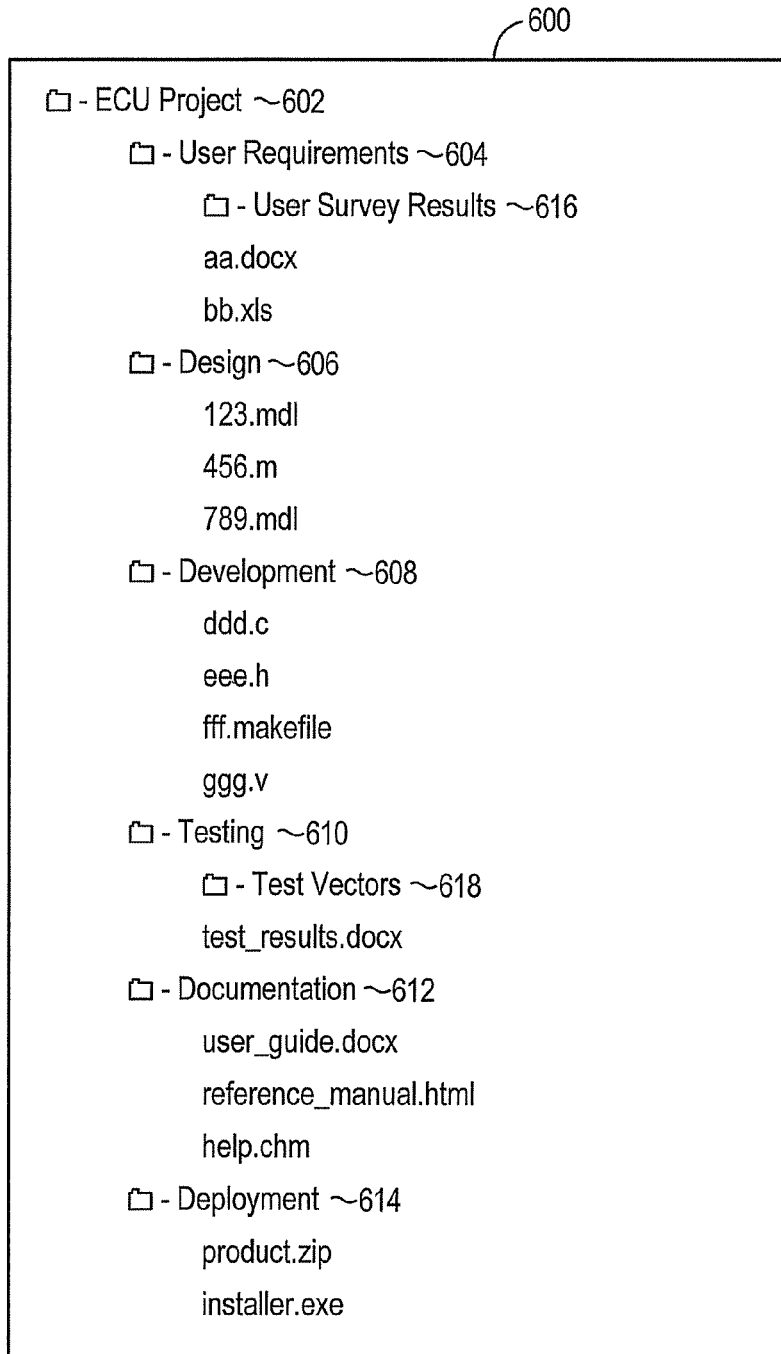 600
- ECU Project ~602
- User Requirements ~604
- User Survey Results ~616
aa.docx
bb.xls
- Design ~606
123.mdl
456.m
789.mdl
- Development ~608
ddd.c
eee.h
fff.makefile
ggg.v
- Testing ~610
- Test Vectors ~618
test_results.docx
- Documentation ~612
user_guide.docx
reference_manual.html
help.chm
- Deployment ~614
product.zip
installer.exe